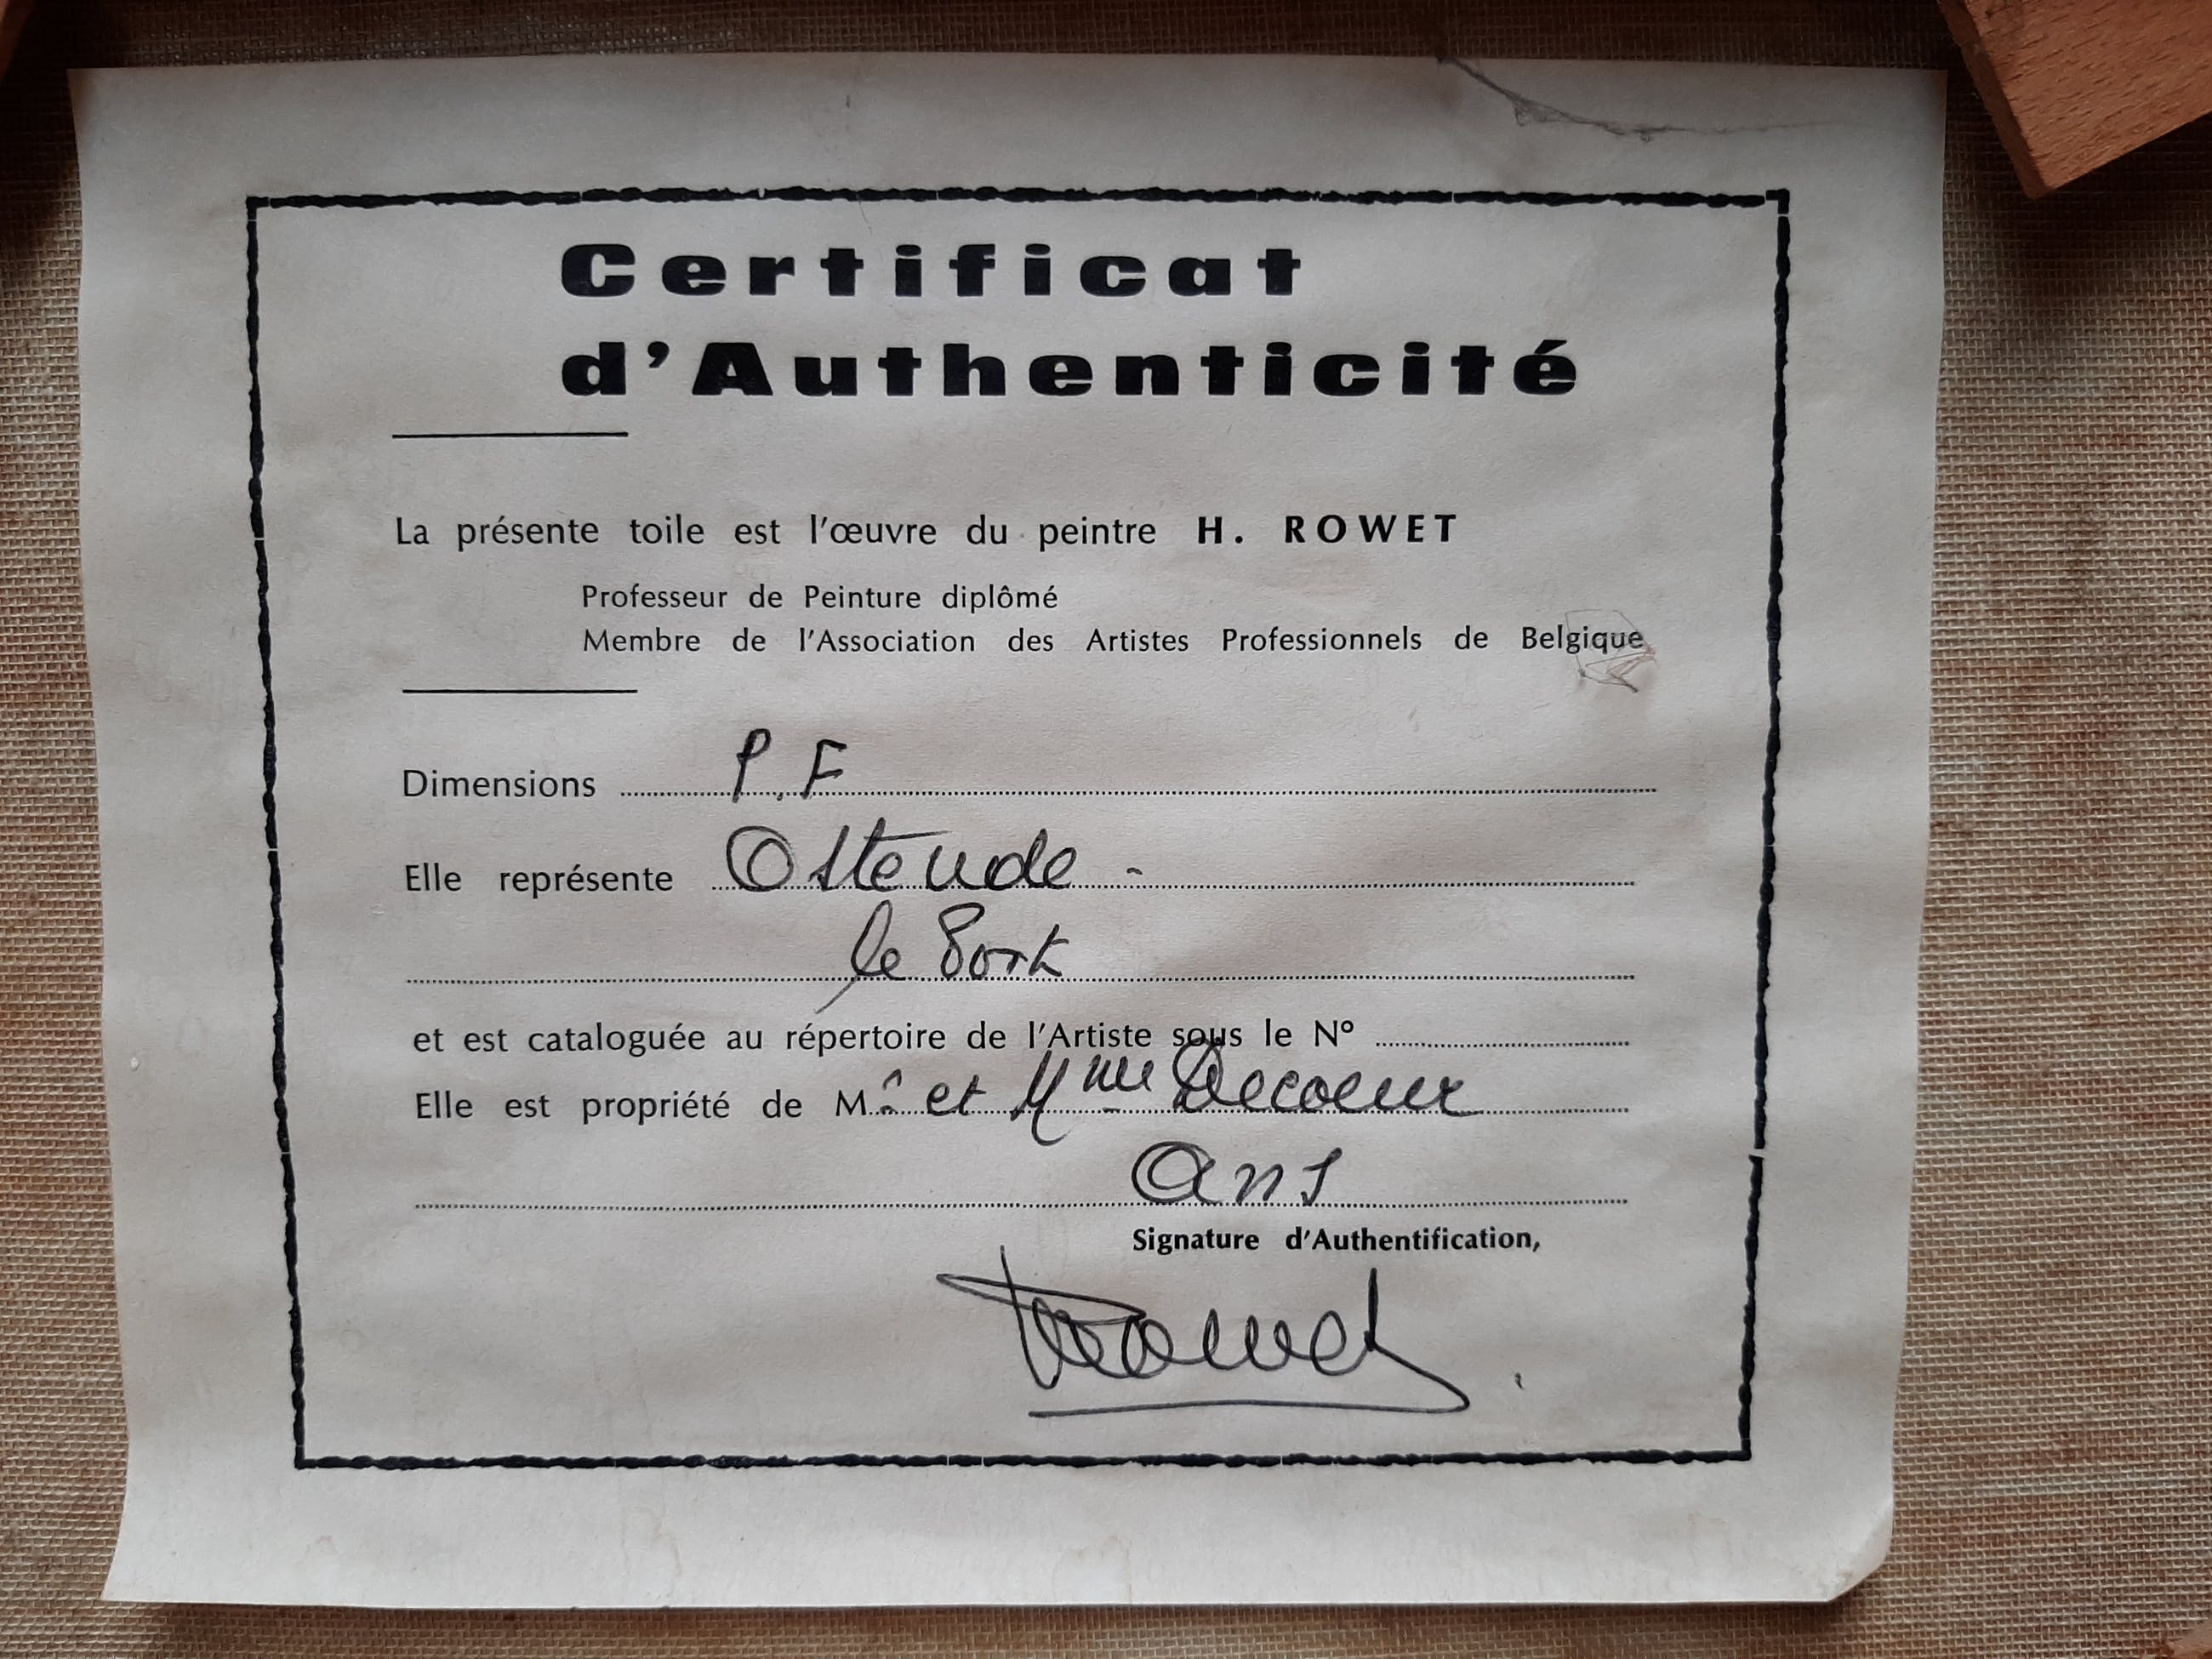 Certificat
d'Authenticité
La présente toile est l'œuvre du peintre H. ROWET
Professeur de Peinture diplômé
Membre de l'Association des Artistes Professionnels de Belgique
Dimensions P.F
Elle représente Ostende -
le Port
et est cataloguée au répertoire de l'Artiste sous le N°
Elle est propriété de Mr et Mme Decoeur
Ans
Signature d'Authentification,
Rowet